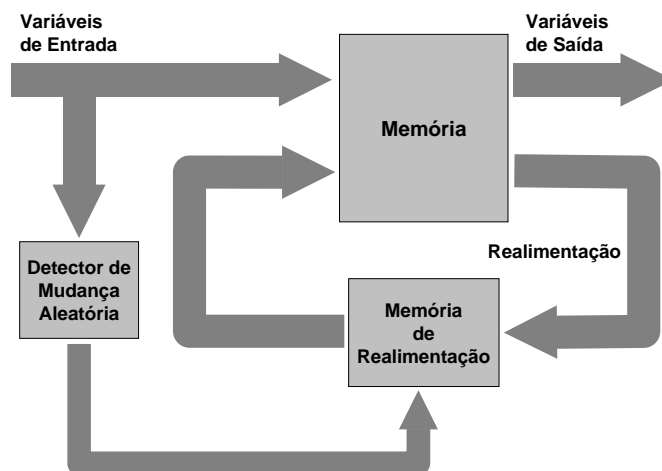 Variáveis
de Entrada
Variáveis
de Saída
Memória
Realimentação
Detector de
Mudança
Aleatória
Memória
de
Realimentação